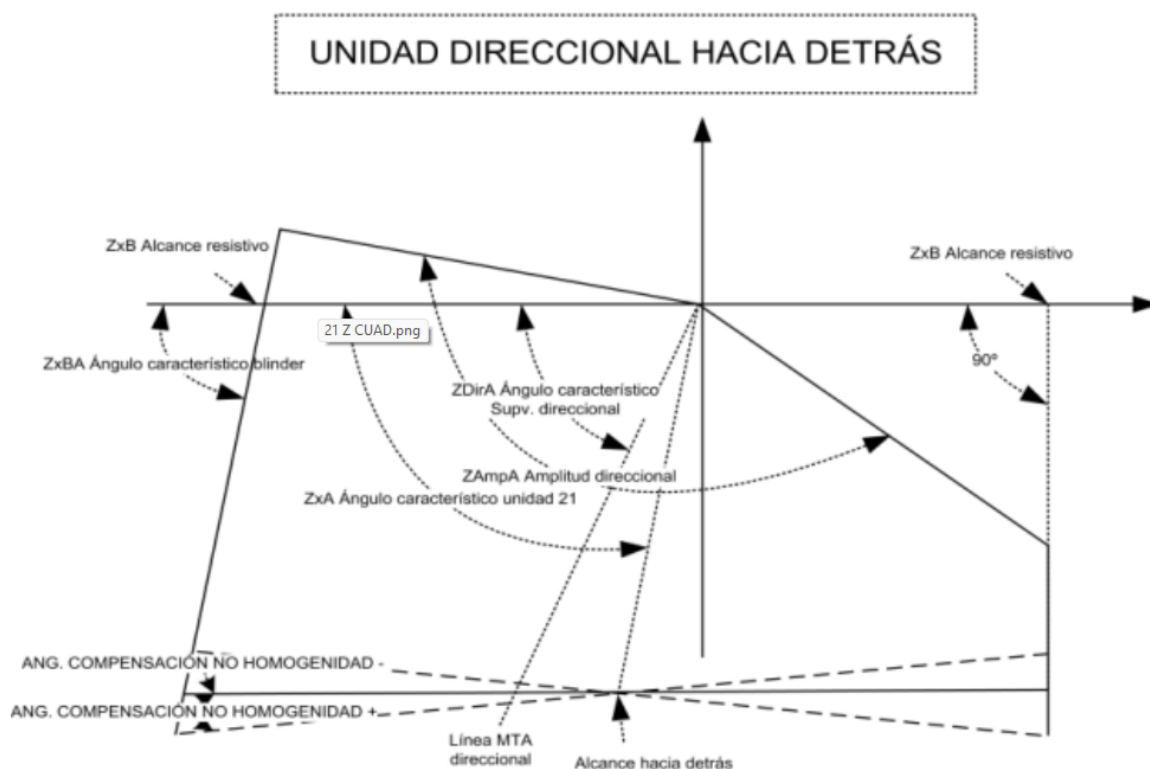 UNIDAD DIRECCIONAL HACIA DETRÁS
ZxB Alcance resistivo
ZxB Alcance resistivo
21 Z CUAD.png
ZxBA Ángulo característico blinder
90º
ZDirA Ángulo característico
Supv. direccional
ZAmpA Amplitud direccional
ZxA Ángulo característico unidad 21
ANG. COMPENSACIÓN NO HOMOGENIDAD -
ANG. COMPENSACIÓN NO HOMOGENIDAD +
Línea MTA
direccional
Alcance hacia detrás